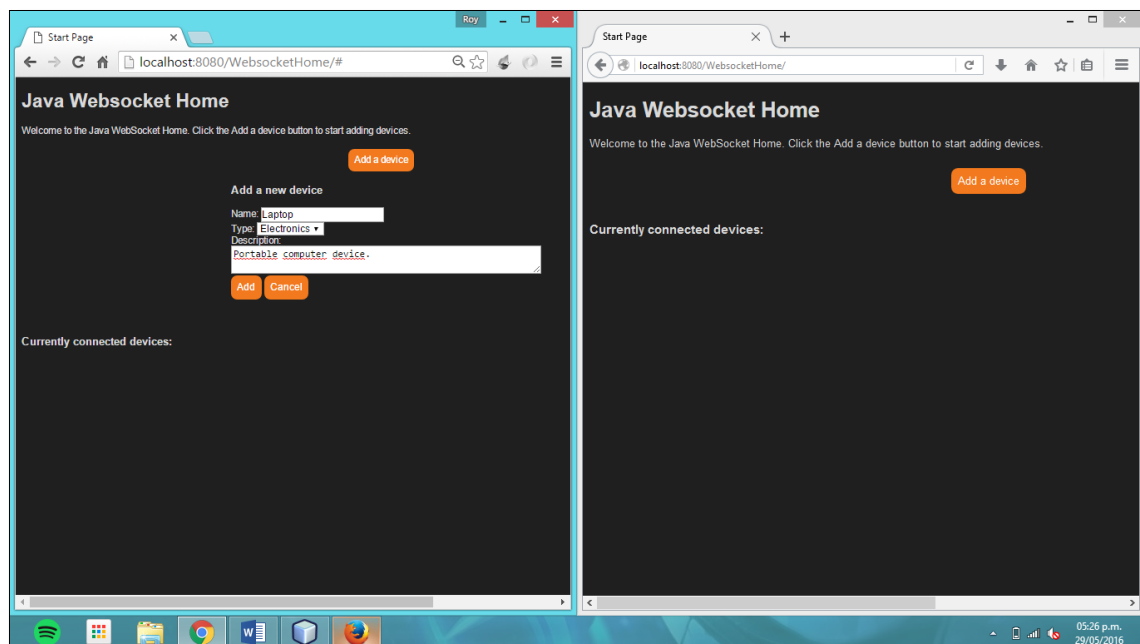 Roy
Start Page
localhost:8080/WebsocketHome/#
Java Websocket Home
Welcome to the Java WebSocket Home. Click the Add a device button to start adding devices.
Add a device
Add a new device
Name: Laptop
Type: Electronics
Description:
Portable computer device.
Add Cancel
Currently connected devices:
Start Page
localhost:8080/WebsocketHome/
Java Websocket Home
Welcome to the Java WebSocket Home. Click the Add a device button to start adding devices.
Add a device
Currently connected devices:
05:26 p.m.
29/05/2016